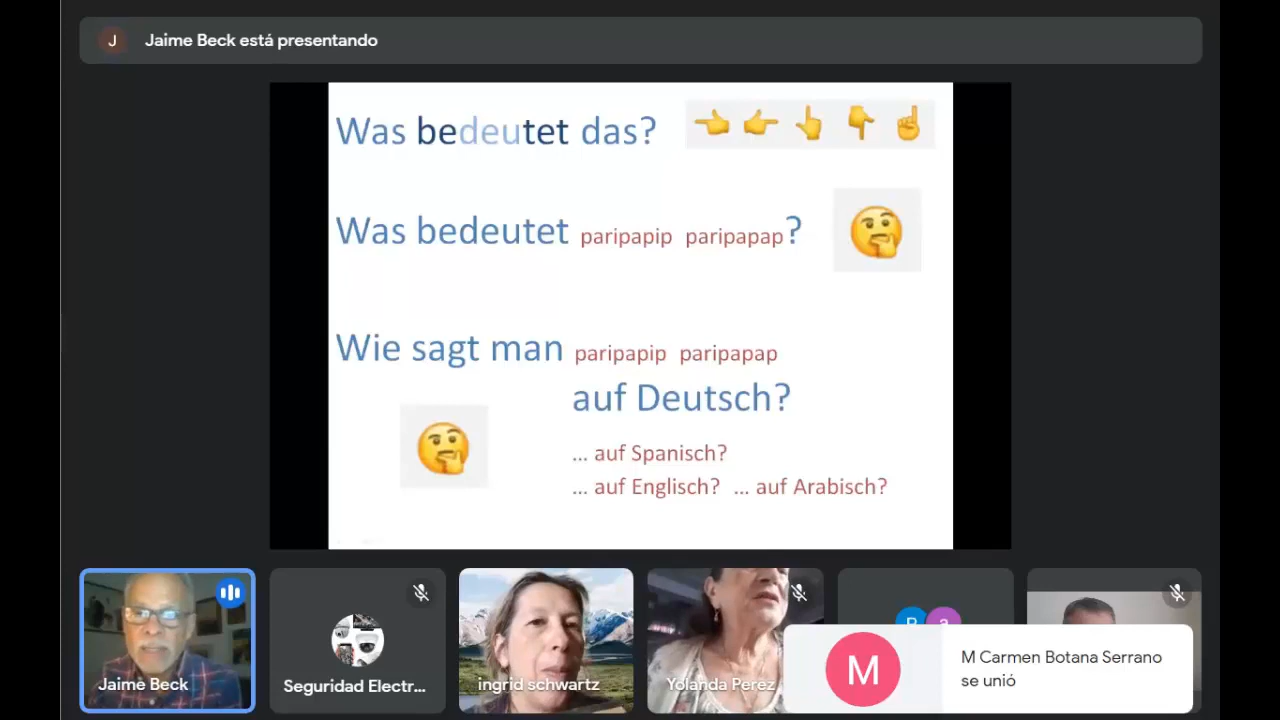 J Jaime Beck está presentando
Was bedeutet das?
Was bedeutet paripapip paripapap?
Wie sagt man paripapip paripapap
auf Deutsch?
... auf Spanisch?
... auf Englisch? ... auf Arabisch?
Jaime Beck
Seguridad Electr...
ingrid schwartz
Yolanda Perez
a
M
M Carmen Botana Serrano
se unió